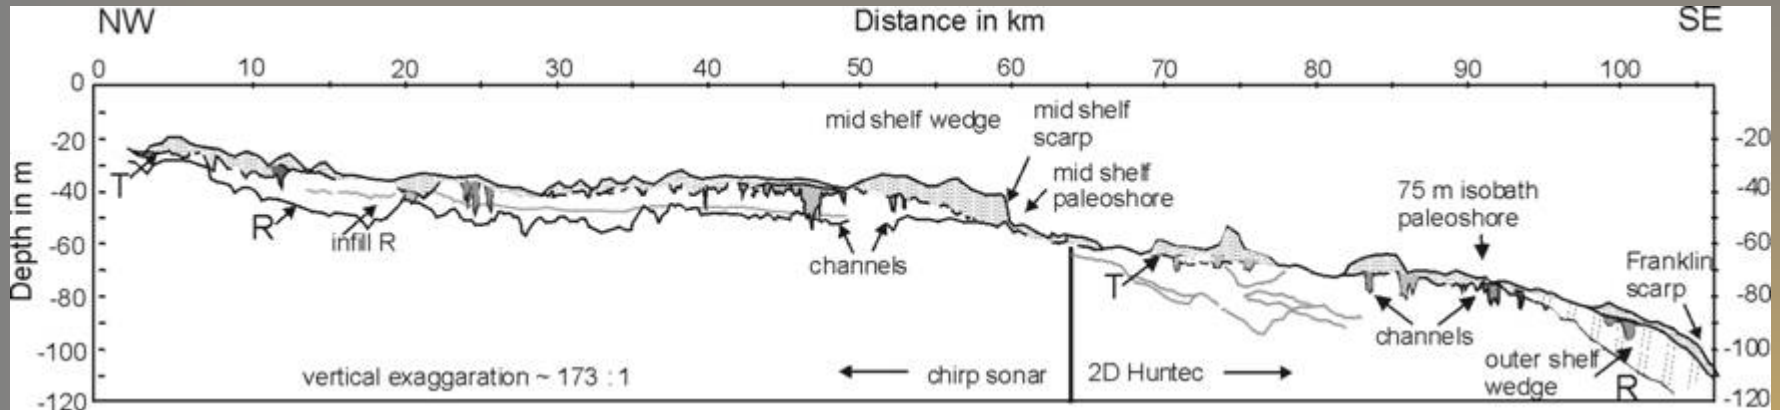 NW
Distance in km
SE
0 10 20 30 40 50 60 70 80 90 100
0
-20
-40
-60
-80
-100
-120
Depth in m
-20
-40
-60
-80
-100
-120
mid shelf wedge
mid shelf
scarp
mid shelf
paleoshore
75 m isobath
paleoshore
Franklin
scarp
T
R
infill R
channels
T
channels
outer shelf
wedge
R
vertical exaggaration ~ 173 : 1
chirp sonar
2D Huntec